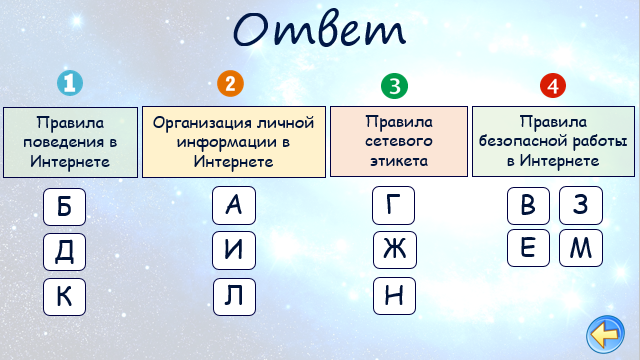 Ответ
1
2
3
4
Правила
поведения в
Интернете
Организация личной
информации в
Интернете
Правила
сетевого
этикета
Правила
безопасной работы
в Интернете
Б
А
Г
В З
Д
И
Ж
Е М
К
Л
Н